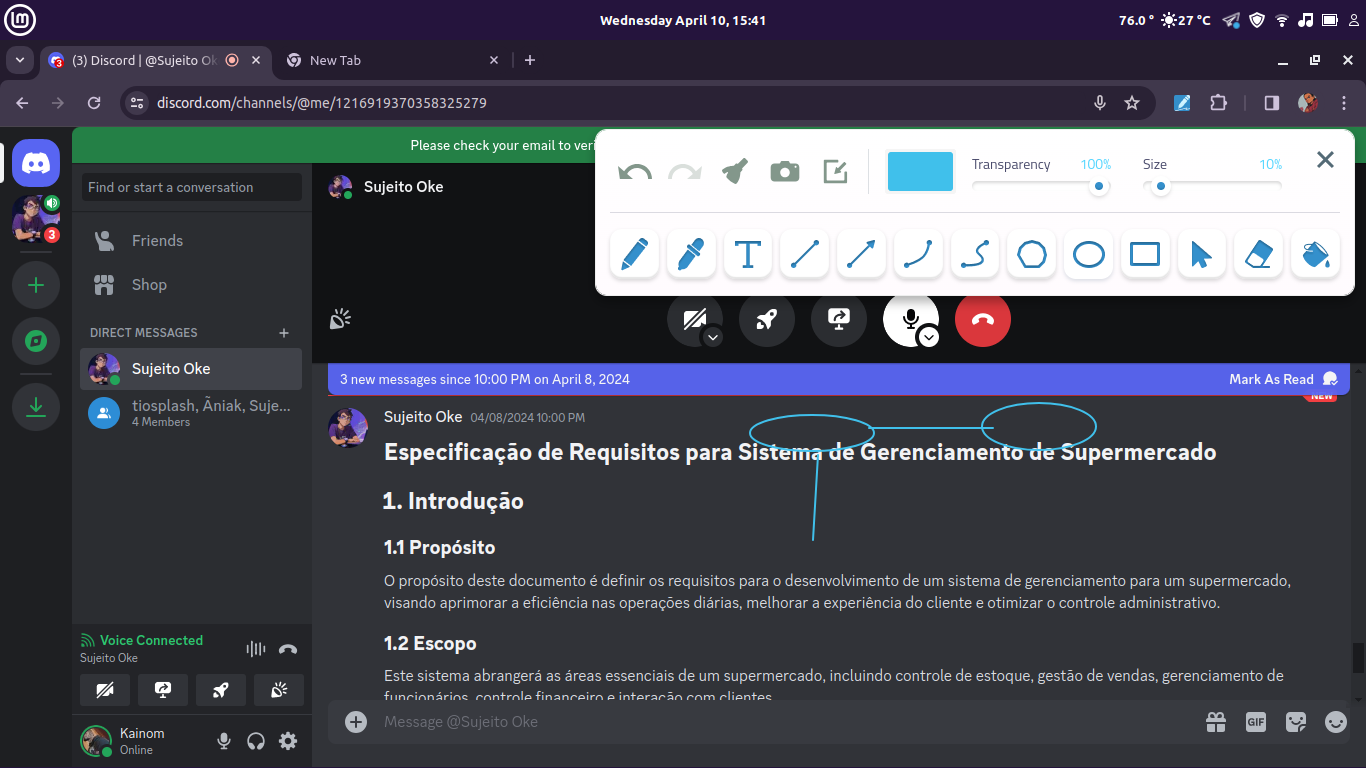 Wednesday April 10, 15:41
76.0 ° 27 °C
(3) Discord | @Sujeito Ok
New Tab
discord.com/channels/@me/1216919370358325279
Please check your email to veri
Find or start a conversation
Sujeito Oke
Transparency 100% Size 10%
3
Friends
Shop
DIRECT MESSAGES
Sujeito Oke
tiosplash, Ãniak, Suje...
4 Members
3 new messages since 10:00 PM on April 8, 2024
Mark As Read
NEW
Sujeito Oke 04/08/2024 10:00 PM
Especificação de Requisitos para Sistema de Gerenciamento de Supermercado
1. Introdução
1.1 Propósito
O propósito deste documento é definir os requisitos para o desenvolvimento de um sistema de gerenciamento para um supermercado,
visando aprimorar a eficiência nas operações diárias, melhorar a experiência do cliente e otimizar o controle administrativo.
1.2 Escopo
Este sistema abrangerá as áreas essenciais de um supermercado, incluindo controle de estoque, gestão de vendas, gerenciamento de
funcionários, controle financeiro e interação com clientes.
Voice Connected
Sujeito Oke
Kainom
Online
Message @Sujeito Oke
GIF